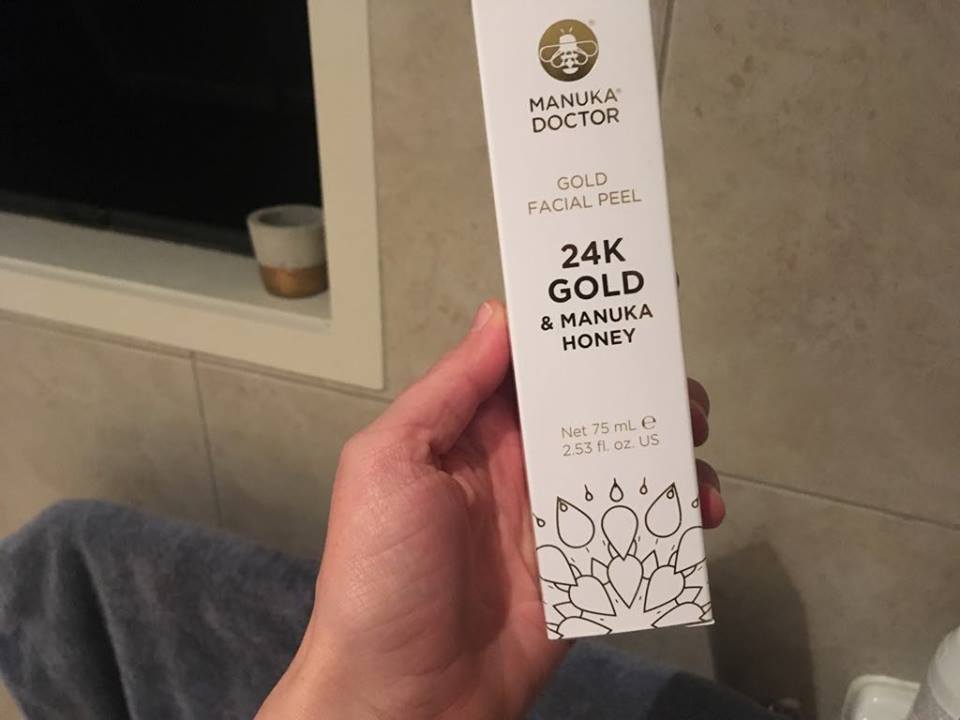 MANUKA®
DOCTOR
GOLD
FACIAL PEEL
24K
GOLD
& MANUKA
HONEY
Net 75 mL ℮
2.53 fl. oz. US